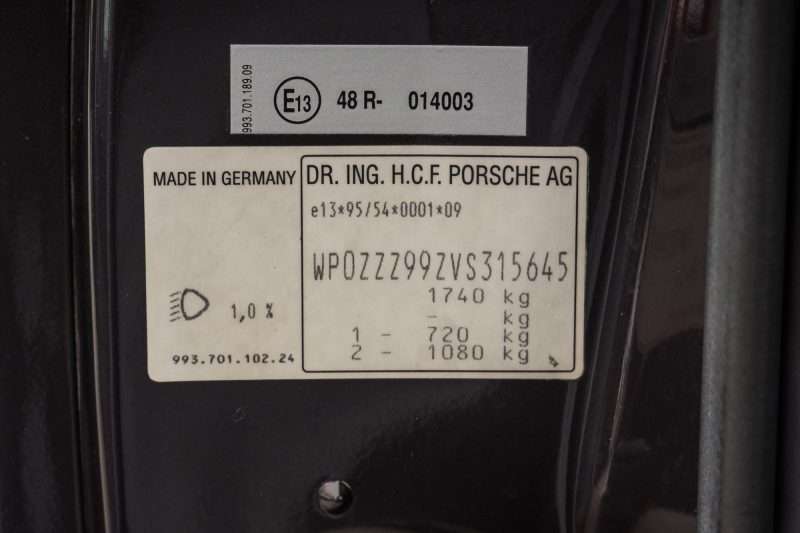 993.701.189.09
E13 48 R- 014003
MADE IN GERMANY
DR. ING. H.C.F. PORSCHE AG
e13*95/54*0001*09
WP0ZZZ99ZVS315645
1740 kg
- kg
1 - 720 kg
2 - 1080 kg
1,0 %
993.701.102.24